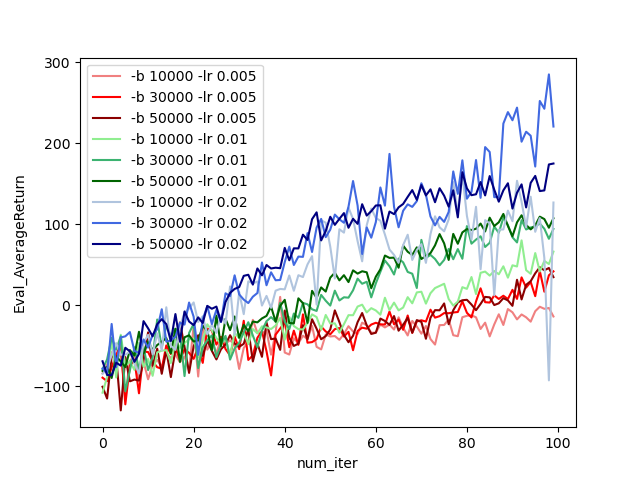 300
200
100
0
−100
Eval_AverageReturn
-b 10000 -lr 0.005
-b 30000 -lr 0.005
-b 50000 -lr 0.005
-b 10000 -lr 0.01
-b 30000 -lr 0.01
-b 50000 -lr 0.01
-b 10000 -lr 0.02
-b 30000 -lr 0.02
-b 50000 -lr 0.02
0 20 40 60 80 100
num_iter